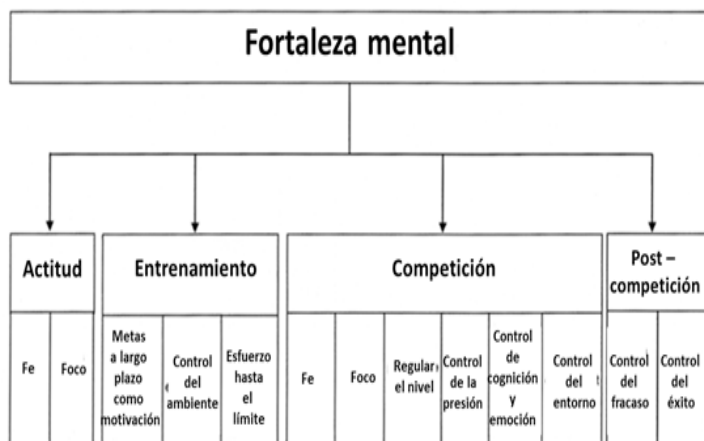 Fortaleza mental
Actitud
Entrenamiento
Competición
Post –
competición
Fe
Foco
Metas
a largo
plazo
como
motivación
Control
del
ambiente
Esfuerzo
hasta
el
límite
Fe
Foco
Regular
el nivel
Control
de la
presión
Control
de
cognición
y
emoción
Control
del
entorno
Control
del
fracaso
Control
del
éxito